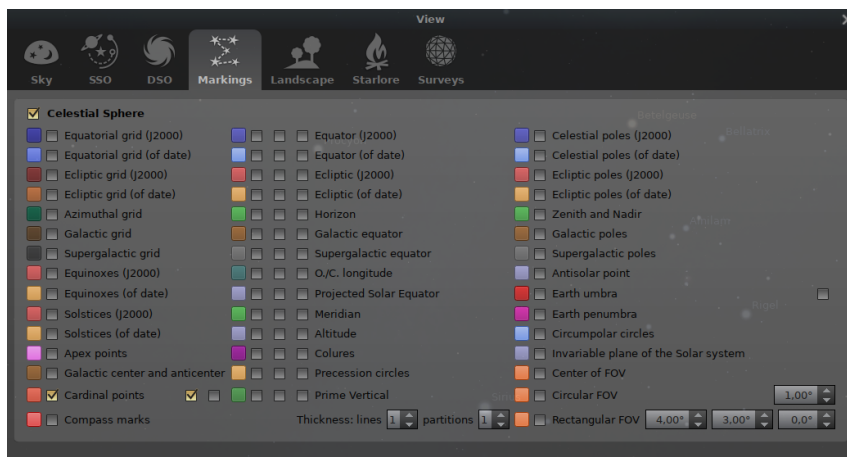 View
Sky SSO DSO Markings Landscape Starlore Surveys
Celestial Sphere
Betelgeuse
Bellatrix
Equatorial grid (J2000) Equator (J2000) Celestial poles (J2000)
Equatorial grid (of date) Equator (of date) Celestial poles (of date)
Ecliptic grid (J2000) Ecliptic (J2000) Ecliptic poles (J2000)
Ecliptic grid (of date) Ecliptic (of date) Ecliptic poles (of date)
Azimuthal grid Horizon Zenith and Nadir
Galactic grid Galactic equator Galactic poles
Supergalactic grid Supergalactic equator Supergalactic poles
Equinoxes (J2000) O./C. longitude Antisolar point
Equinoxes (of date) Projected Solar Equator Earth umbra
Rigel
Solstices (J2000) Meridian Earth penumbra
Solstices (of date) Altitude Circumpolar circles
Apex points Colures Invariable plane of the Solar system
Galactic center and anticenter Precession circles Center of FOV
Cardinal points Prime Vertical Circular FOV 1,00°
Compass marks Thickness: lines 1 partitions 1 Rectangular FOV 4,00° 3,00° 0,0°